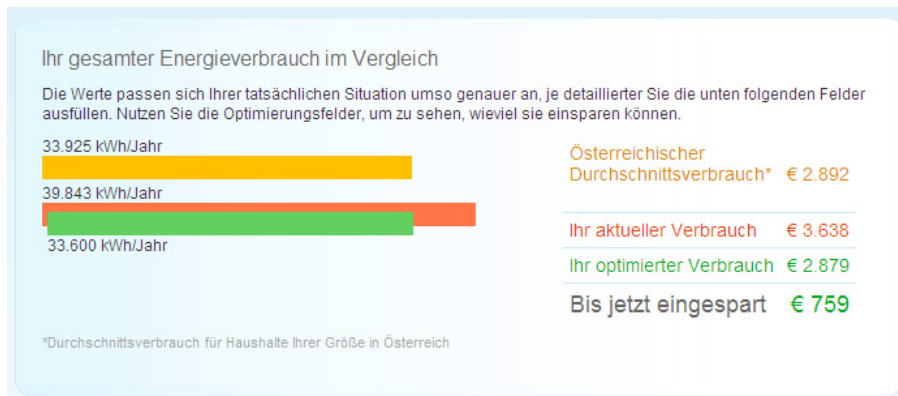 Ihr gesamter Energieverbrauch im Vergleich
Die Werte passen sich Ihrer tatsächlichen Situation umso genauer an, je detaillierter Sie die unten folgenden Felder
ausfüllen. Nutzen Sie die Optimierungsfelder, um zu sehen, wieviel sie einsparen können.
33.925 kWh/Jahr
39.843 kWh/Jahr
33.600 kWh/Jahr
Österreichischer
Durchschnittsverbrauch* € 2.892
Ihr aktueller Verbrauch € 3.638
Ihr optimierter Verbrauch € 2.879
Bis jetzt eingespart € 759
*Durchschnittsverbrauch für Haushalte Ihrer Größe in Österreich